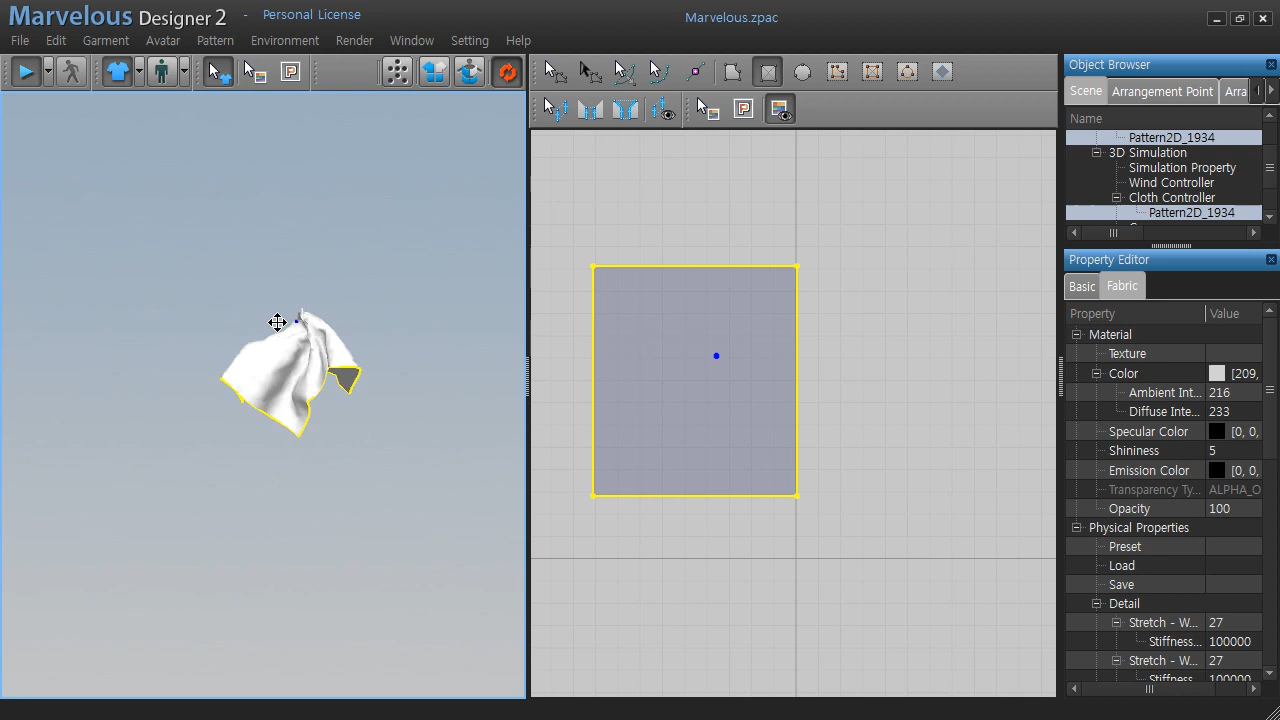 Marvelous Designer 2 - Personal License
Marvelous.zpac
File Edit Garment Avatar Pattern Environment Render Window Setting Help
Object Browser
Scene Arrangement Point Arra
Name
Pattern2D_1934
3D Simulation
Simulation Property
Wind Controller
Cloth Controller
Pattern2D_1934
Property Editor
Basic Fabric
Property Value
Material
Texture
Color [209,
Ambient Int... 216
Diffuse Inte... 233
Specular Color [0, 0,
Shininess 5
Emission Color [0, 0,
Transparency Ty... ALPHA_O
Opacity 100
Physical Properties
Preset
Load
Save
Detail
Stretch - W... 27
Stiffness... 100000
Stretch - W... 27
Stiffness... 100000